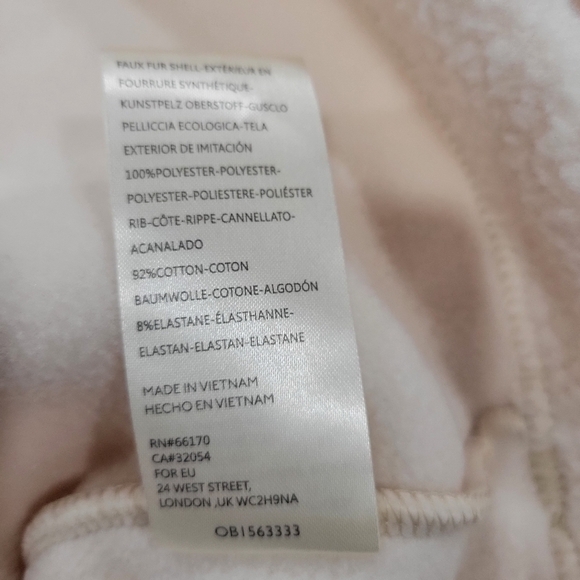 FAUX FUR SHELL-EXTÉRIEUR EN
FOURRURE SYNTHÉTIQUE-
KUNSTPELZ OBERSTOFF-GUSCIO
PELLICCIA ECOLOGICA-TELA
EXTERIOR DE IMITACIÓN
100%POLYESTER-POLYESTER-
POLYESTER-POLIESTERE-POLIÉSTER
RIB-CÔTE-RIPPE-CANNELLATO-
ACANALADO
92%COTTON-COTON
BAUMWOLLE-COTONE-ALGODÓN
8%ELASTANE-ÉLASTHANNE-
ELASTAN-ELASTAN-ELASTANE
MADE IN VIETNAM
HECHO EN VIETNAM
RN#66170
CA#32054
FOR EU
24 WEST STREET,
LONDON ,UK WC2H9NA
OB1563333